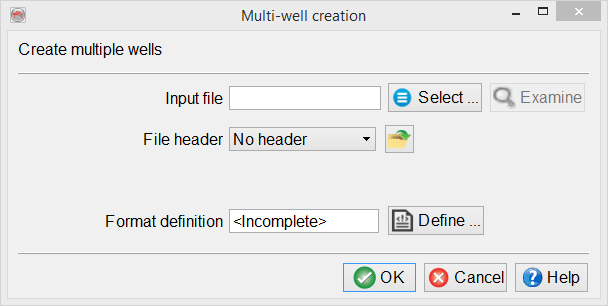 Multi-well creation
Create multiple wells
Input file Select ... Examine
File header No header
Format definition <Incomplete> Define ...
OK Cancel Help